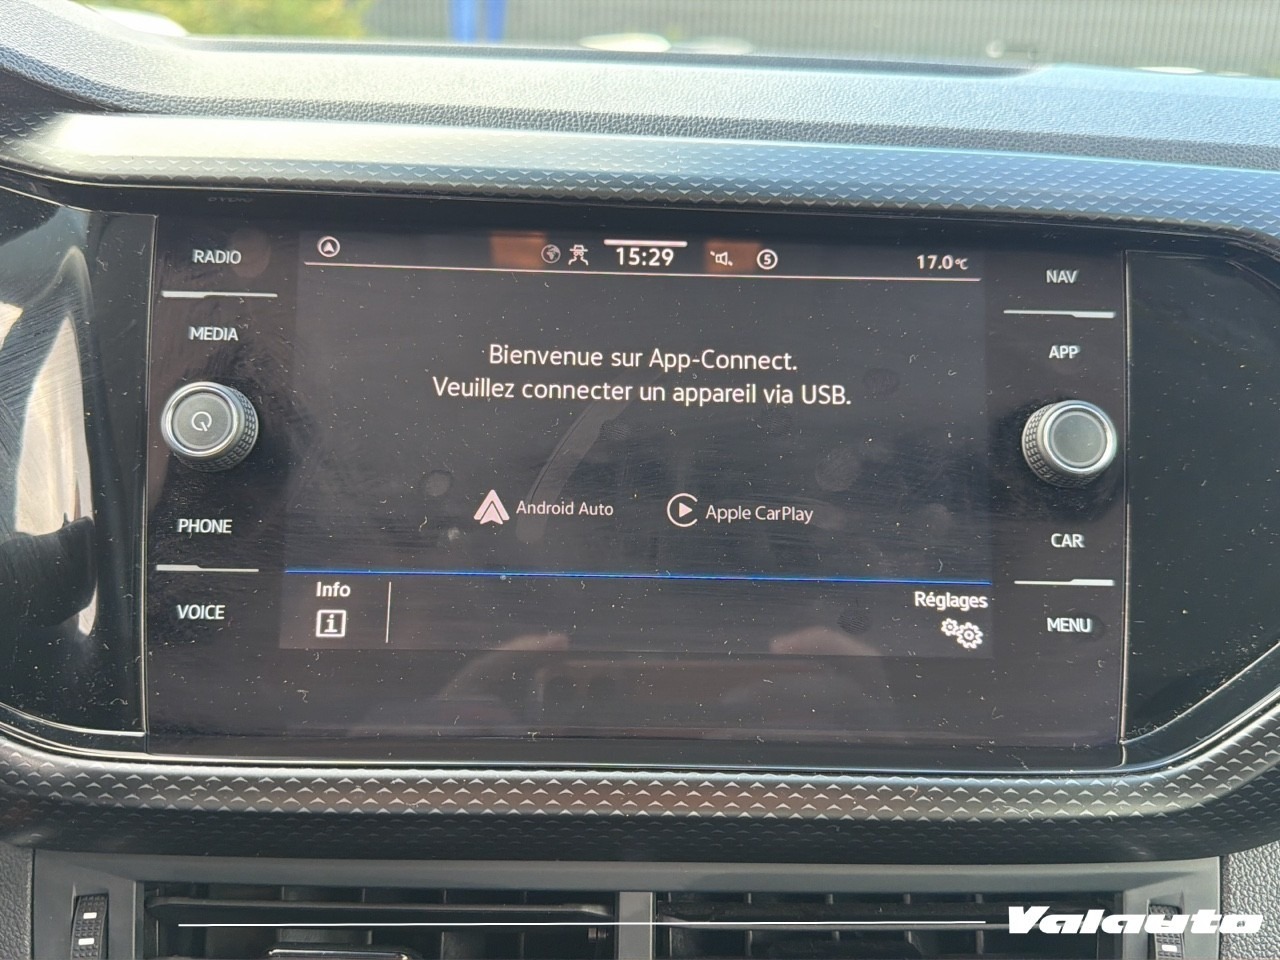 RADIO
MEDIA
PHONE
VOICE
15:29
5
17.0°C
Bienvenue sur App-Connect.
Veuillez connecter un appareil via USB.
Android Auto
Apple CarPlay
Info
i
Réglages
NAV
APP
CAR
MENU
Valauto